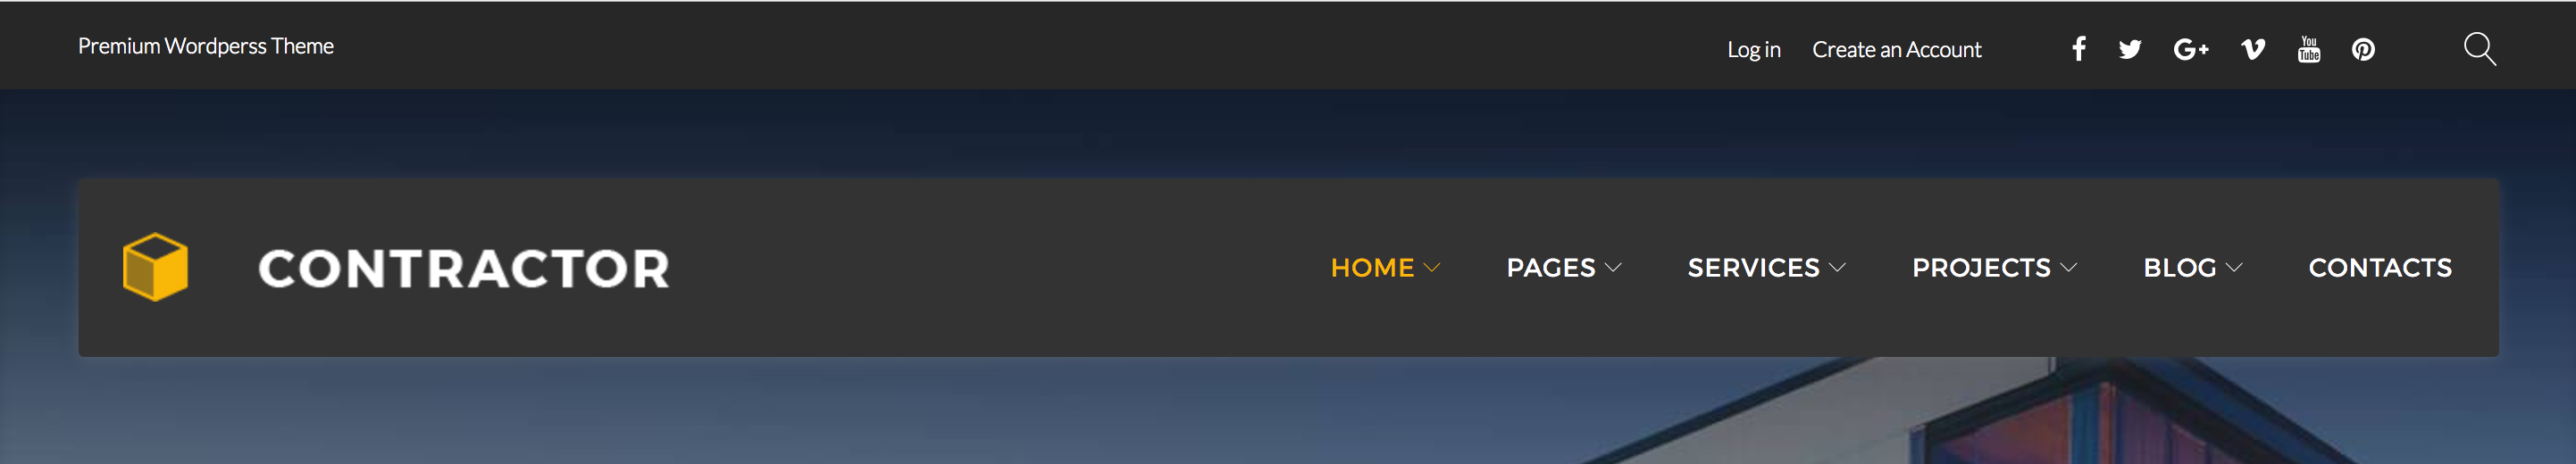 Premium Wordperss Theme
Log in Create an Account You Tube
CONTRACTOR HOME PAGES SERVICES PROJECTS BLOG CONTACTS